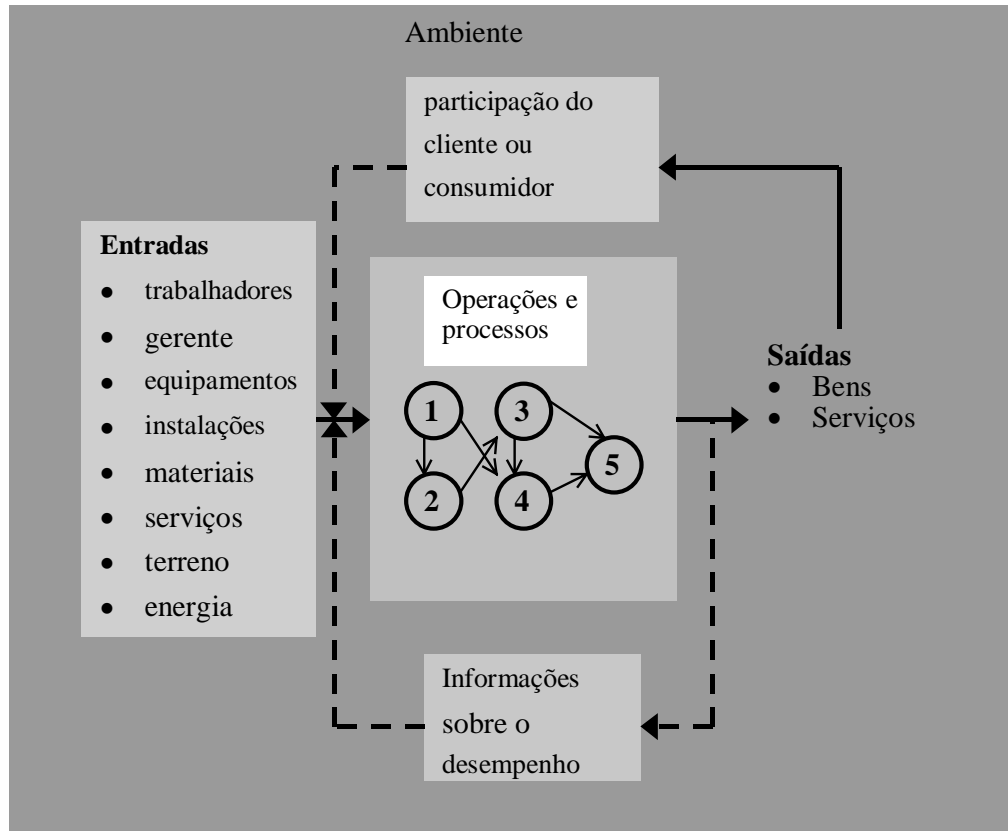 Ambiente
participação do
cliente ou
consumidor
Entradas
• trabalhadores
• gerente
• equipamentos
• instalações
• materiais
• serviços
• terreno
• energia
Operações e
processos
1
3
5
2
4
Saídas
• Bens
• Serviços
Informações
sobre o
desempenho